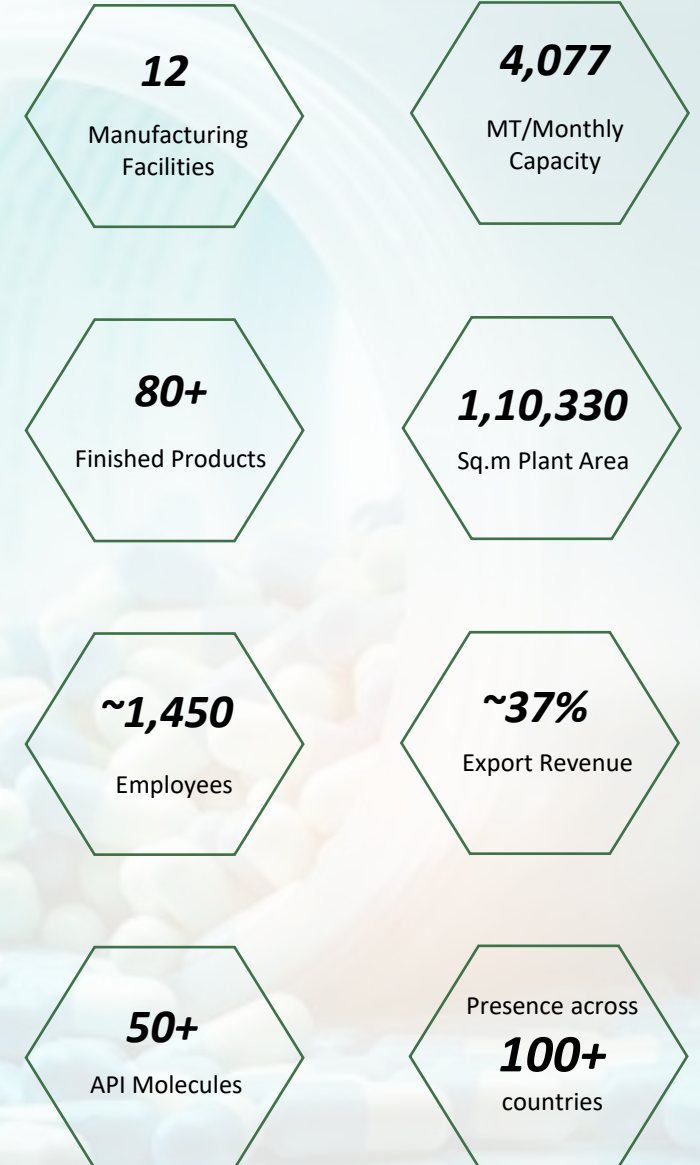 12
Manufacturing
Facilities
4,077
MT/Monthly
Capacity
80+
Finished Products
1,10,330
Sq.m Plant Area
~1,450
Employees
~37%
Export Revenue
50+
API Molecules
Presence across
100+
countries